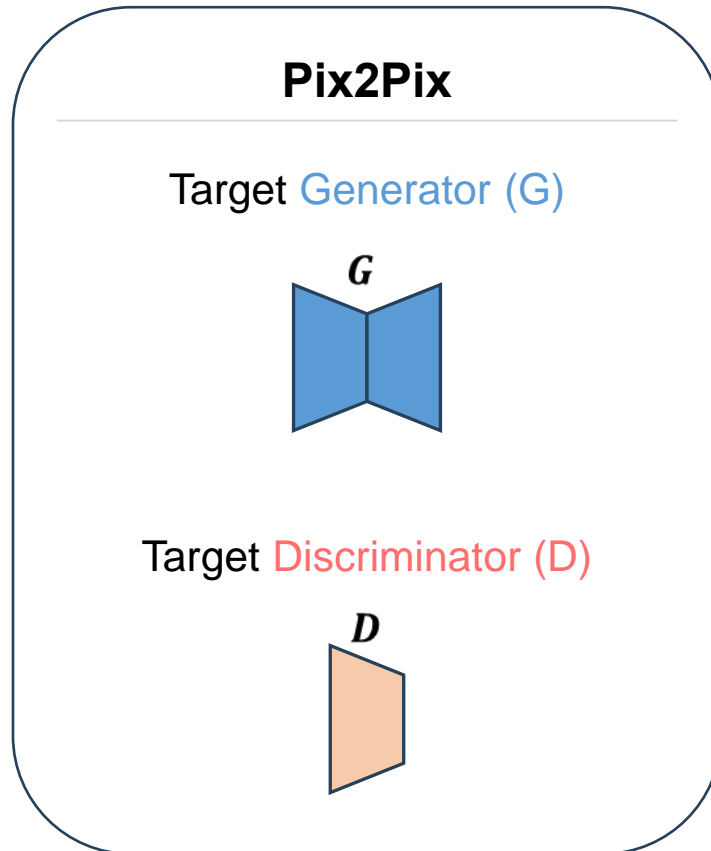 Pix2Pix
Target Generator (G)
G
Target Discriminator (D)
D